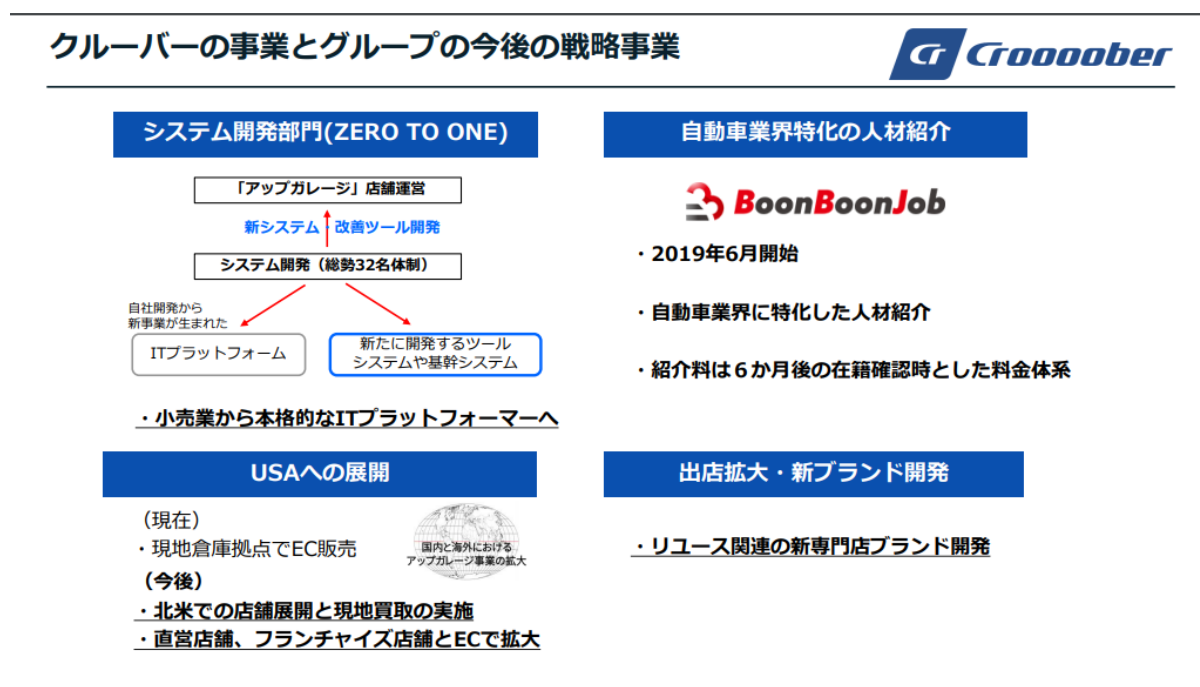 クルーバーの事業とグループの今後の戦略事業
Cr Croooober
システム開発部門(ZERO TO ONE)
「アップガレージ」店舗運営
新システム・改善ツール開発
システム開発（総勢32名体制）
自社開発から
新事業が生まれた
ITプラットフォーム
新たに開発するツール
システムや基幹システム
・小売業から本格的なITプラットフォーマーへ
自動車業界特化の人材紹介
BoonBoonJob
・2019年6月開始
・自動車業界に特化した人材紹介
・紹介料は６か月後の在籍確認時とした料金体系
USAへの展開
（現在）
・現地倉庫拠点でEC販売
（今後）
・北米での店舗展開と現地買取の実施
・直営店舗、フランチャイズ店舗とECで拡大
国内と海外における
アップガレージ事業の拡大
出店拡大・新ブランド開発
・リユース関連の新専門店ブランド開発